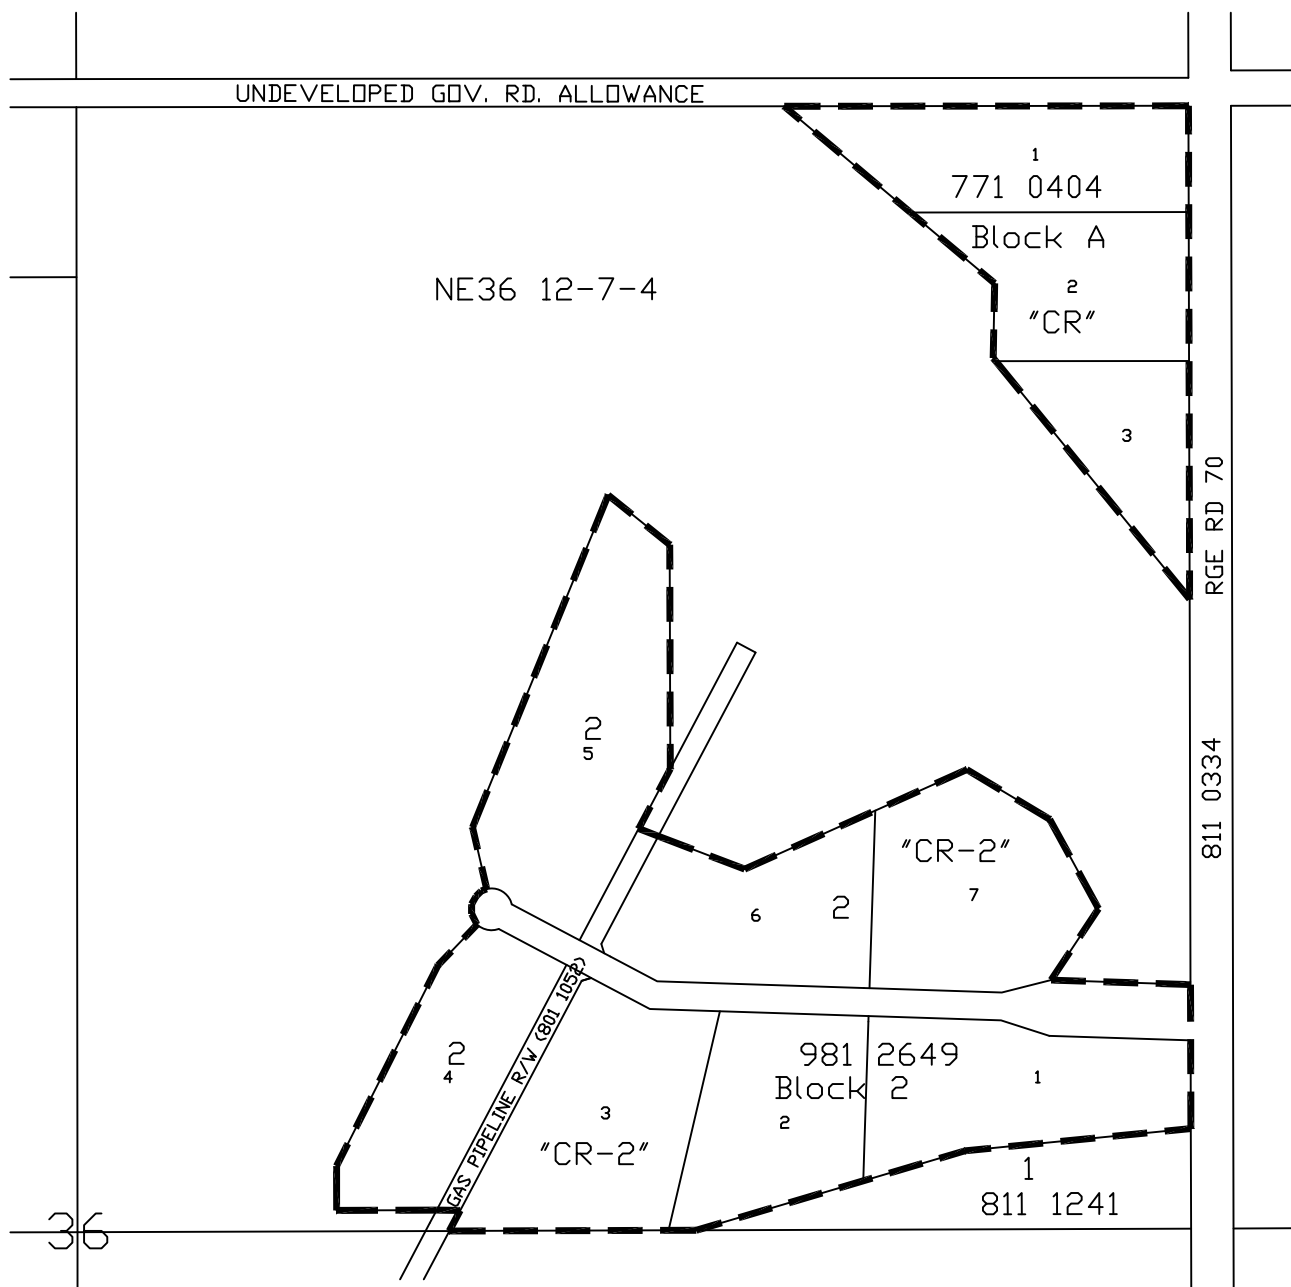 UNDEVELOPED GOV. RD. ALLOWANCE
1
771 0404
Block A
NE36 12-7-4
2
"CR"
3
RGE RD 70
2
5
811 0334
"CR-2"
7
6
2
GAS PIPELINE R/W (801 1052)
981 2649
2
4
Block 2
1
3
2
"CR-2"
1
811 1241
36